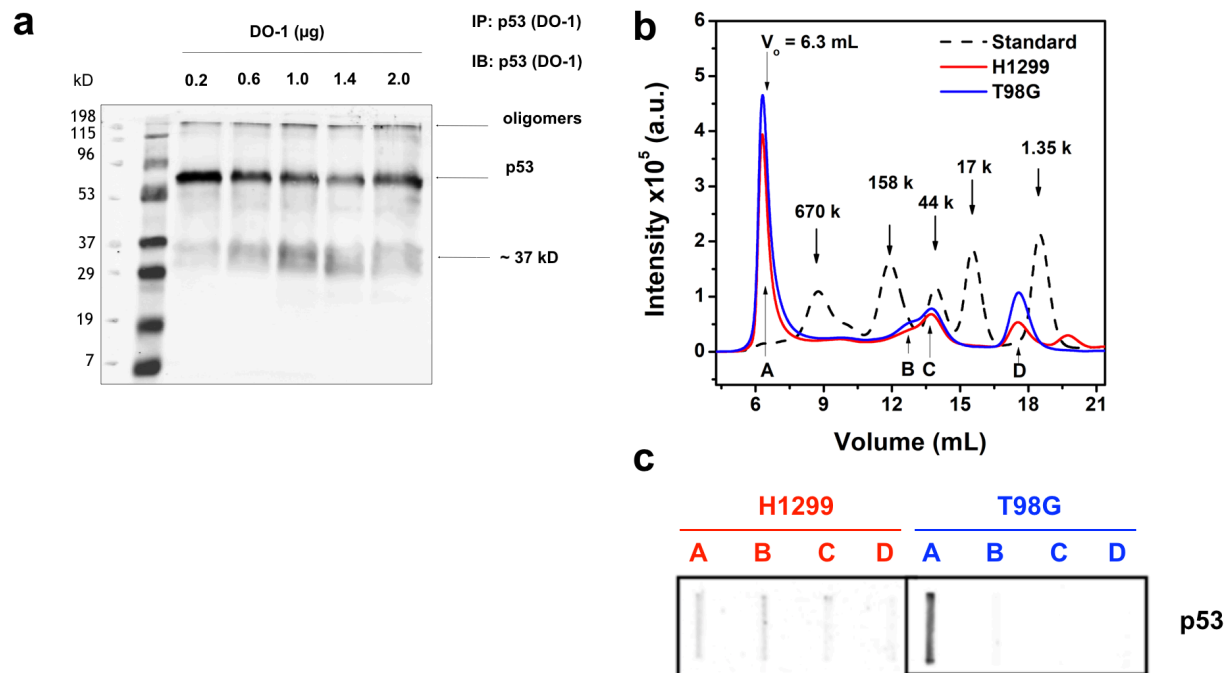 a
DO-1 (µg)
IP: p53 (DO-1)
IB: p53 (DO-1)
kD
0.2 0.6 1.0 1.4 2.0
198
115
96
53
37
29
19
7
oligomers
p53
~ 37 kD
b
Intensity x10⁵ (a.u.)
6
5
4
3
2
1
0
Vₒ = 6.3 mL
Standard
H1299
T98G
670 k
158 k
44 k
17 k
1.35 k
A
B
C
D
6 9 12 15 18 21
Volume (mL)
c
H1299 T98G
A B C D A B C D
p53